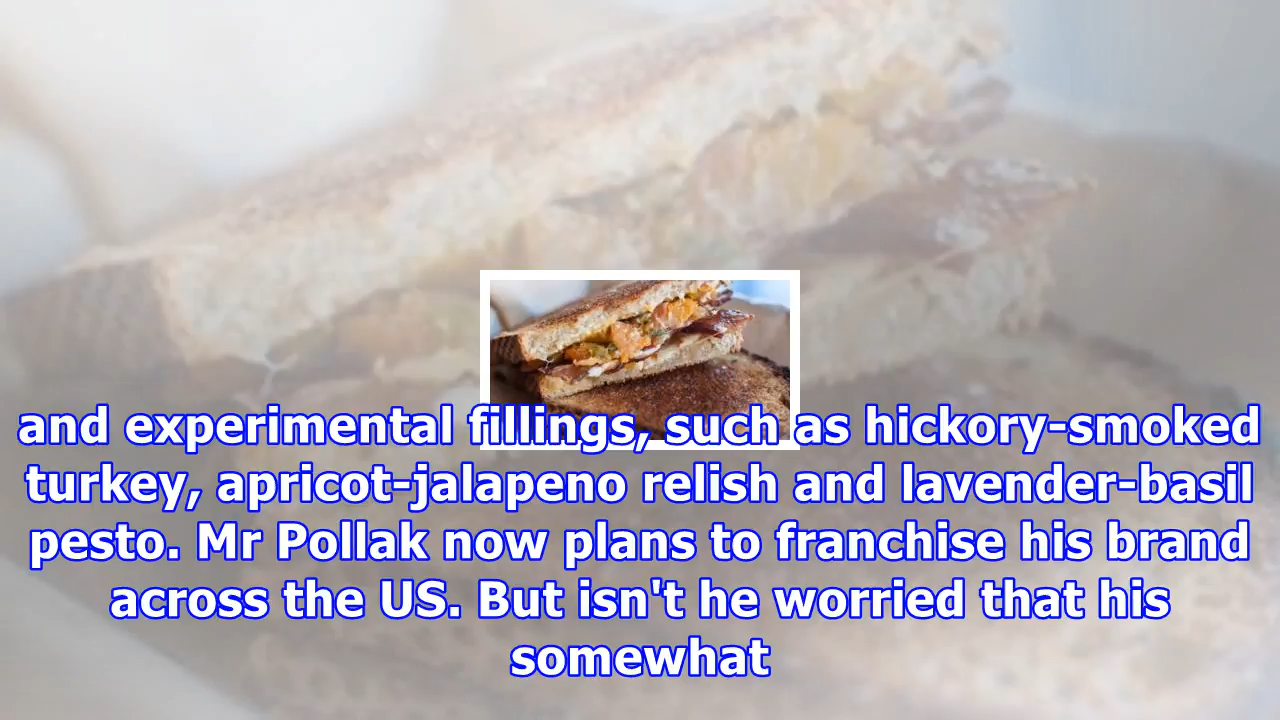 and experimental fillings, such as hickory-smoked
turkey, apricot-jalapeno relish and lavender-basil
pesto. Mr Pollak now plans to franchise his brand
across the US. But isn't he worried that his
somewhat